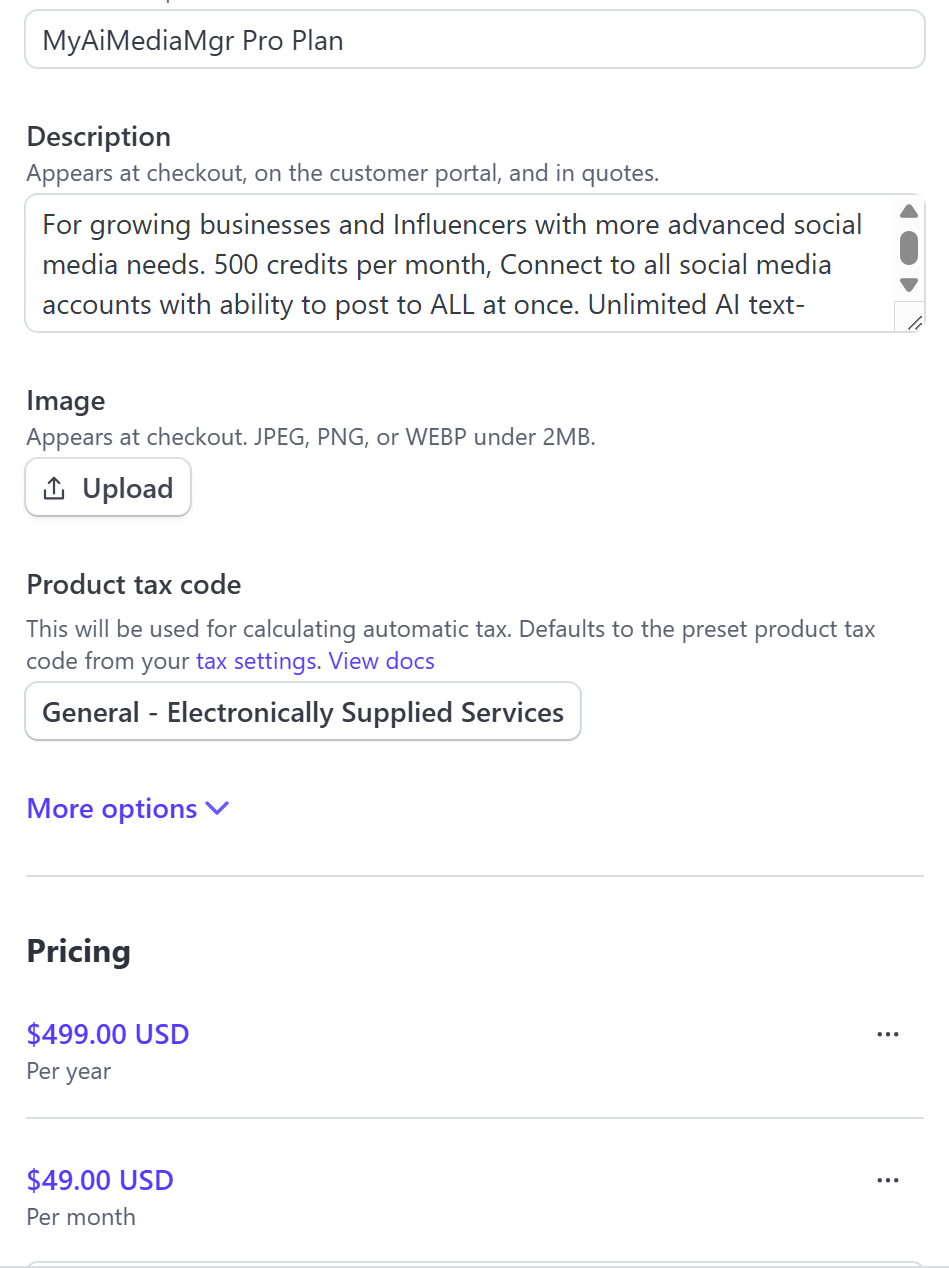 MyAiMediaMgr Pro Plan
Description
Appears at checkout, on the customer portal, and in quotes.
For growing businesses and Influencers with more advanced social
media needs. 500 credits per month, Connect to all social media
accounts with ability to post to ALL at once. Unlimited AI text-
Image
Appears at checkout. JPEG, PNG, or WEBP under 2MB.
Upload
Product tax code
This will be used for calculating automatic tax. Defaults to the preset product tax
code from your tax settings. View docs
General - Electronically Supplied Services
More options
Pricing
$499.00 USD
Per year
$49.00 USD
Per month